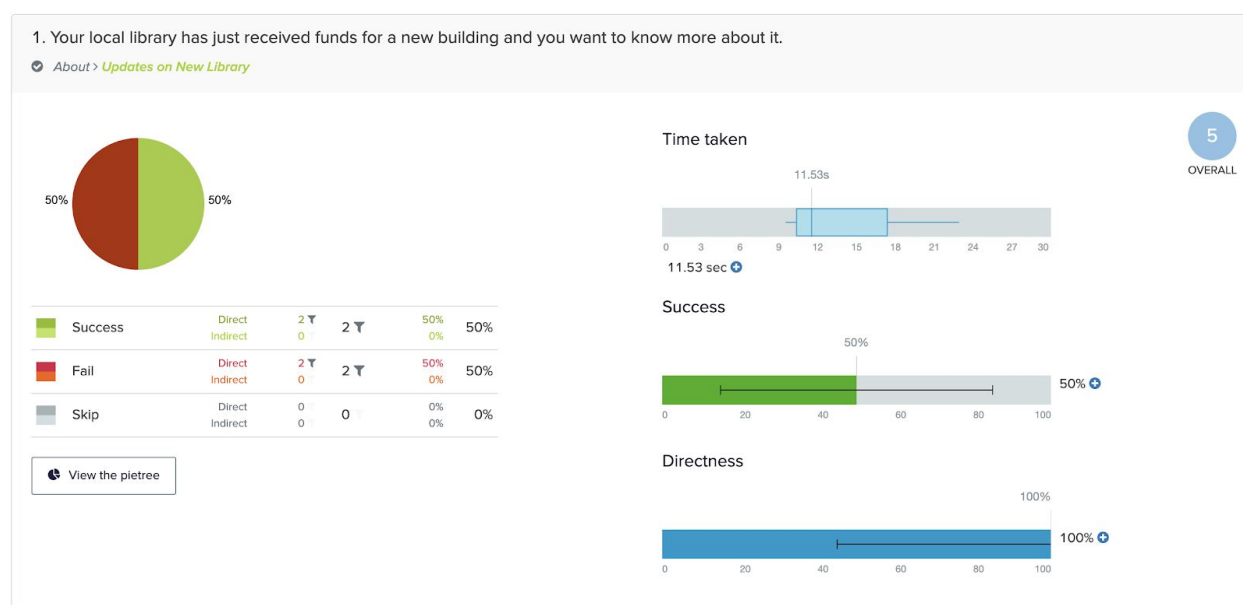 1. Your local library has just received funds for a new building and you want to know more about it.
About > Updates on New Library
50%
50%
Success
Direct 2 50%
Indirect 0 0%
2 50%
Fail
Direct 2 50%
Indirect 0 0%
2 50%
Skip
Direct 0 0%
Indirect 0 0%
0 0%
View the pietree
Time taken
11.53s
0 3 6 9 12 15 18 21 24 27 30
11.53 sec
Success
50%
50%
0 20 40 60 80 100
Directness
100%
100%
0 20 40 60 80 100
5
OVERALL